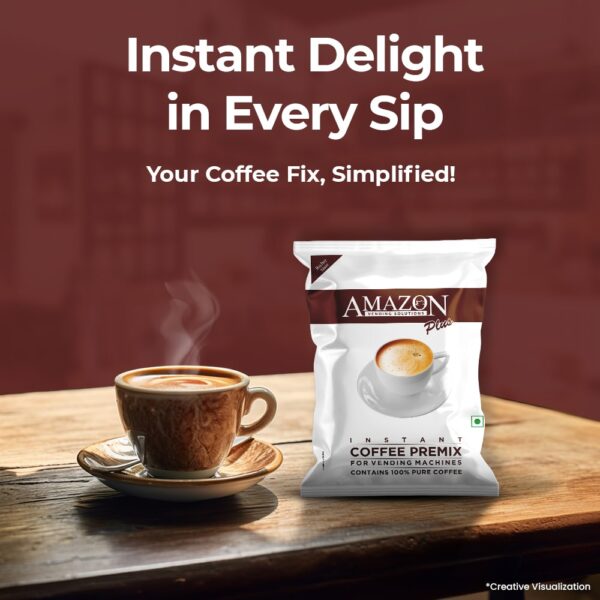 Instant Delight
in Every Sip
Your Coffee Fix, Simplified!
AMAZON
VENDING SOLUTIONS
Plus
INSTANT
COFFEE PREMIX
FOR VENDING MACHINES
CONTAINS 100% PURE COFFEE
*Creative Visualization